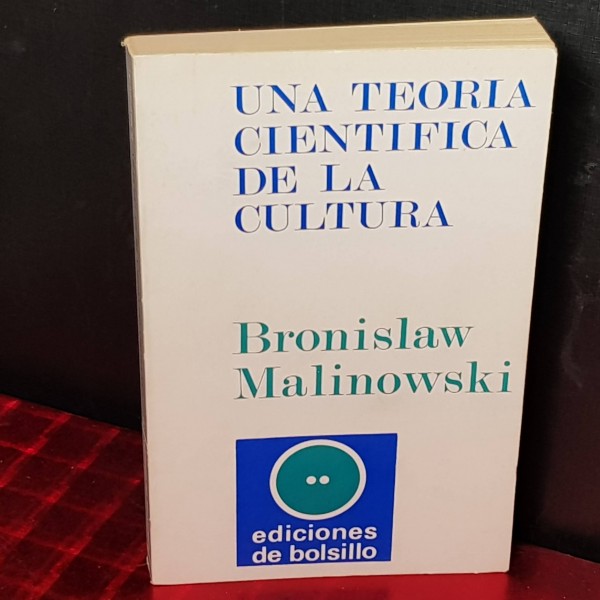 UNA TEORIA
CIENTIFICA
DE LA
CULTURA
Bronislaw
Malinowski
ediciones
de bolsillo